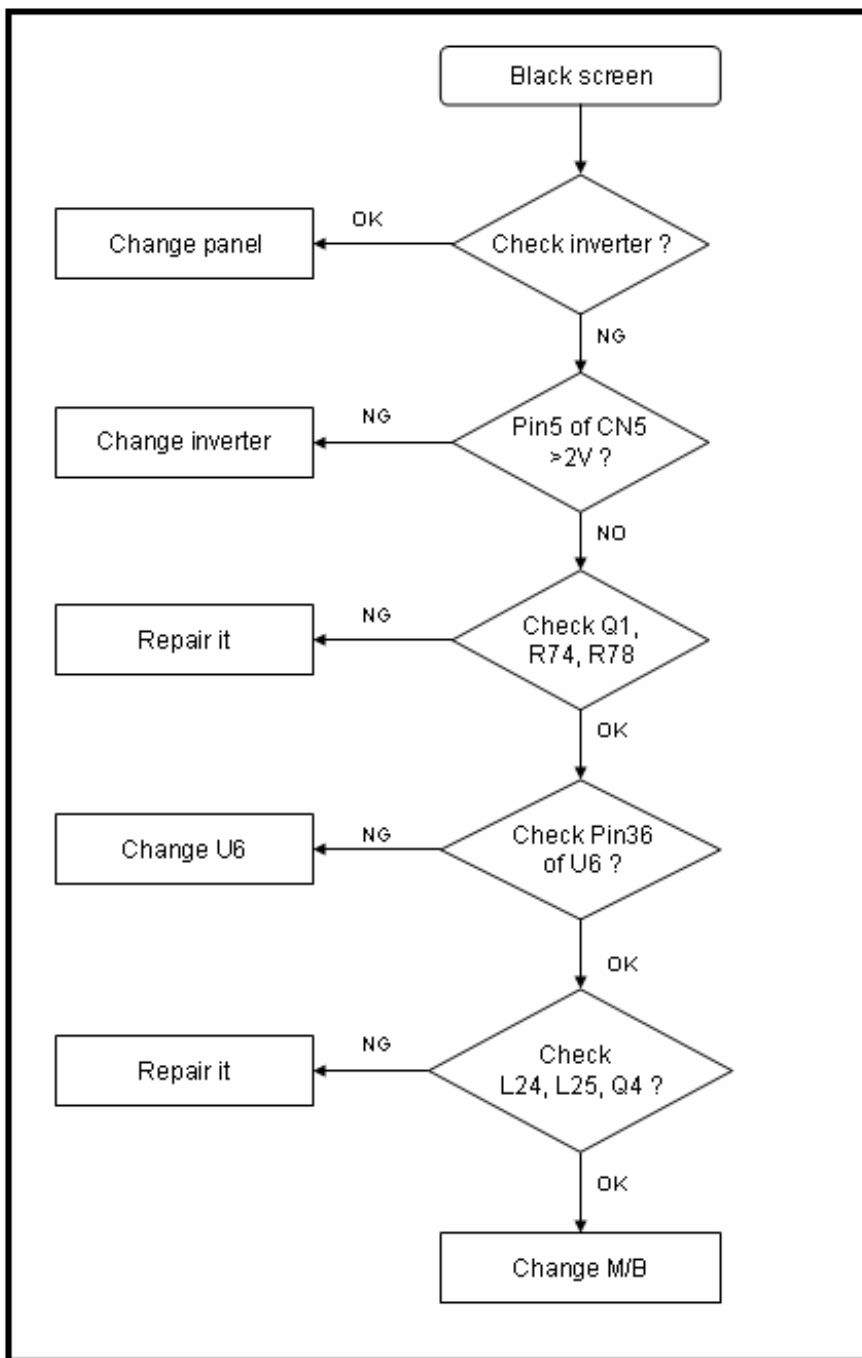 Black screen
Check inverter ?
OK
Change panel
NG
Pin5 of CN5
>2V ?
NG
Change inverter
NO
Check Q1,
R74, R78
NG
Repair it
OK
Check Pin36
of U6 ?
NG
Change U6
OK
Check
L24, L25, Q4 ?
NG
Repair it
OK
Change M/B